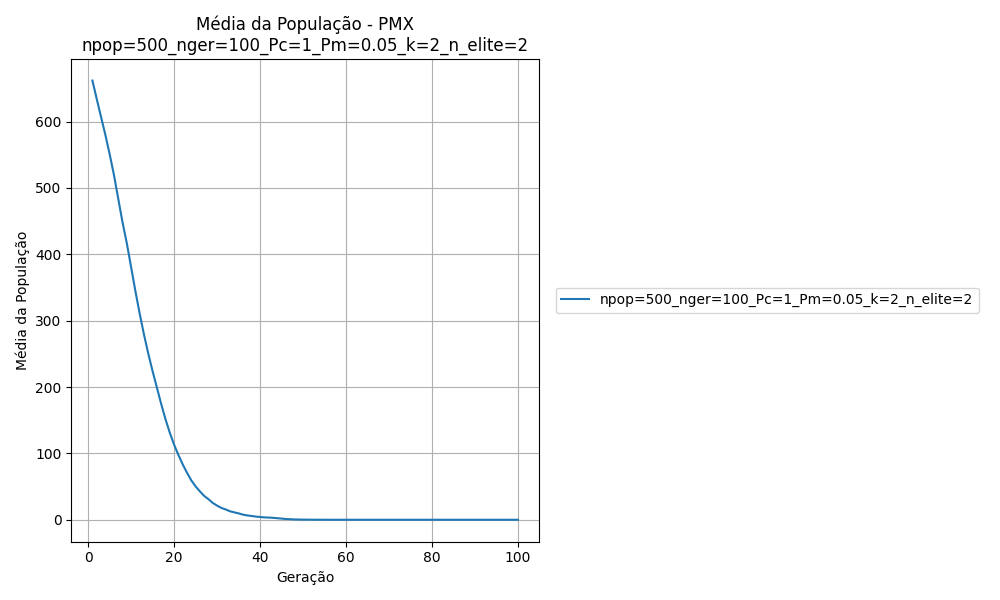 Média da População - PMX
npop=500_nger=100_Pc=1_Pm=0.05_k=2_n_elite=2
Média da População
600
500
400
300
200
100
0
0 20 40 60 80 100
Geração
npop=500_nger=100_Pc=1_Pm=0.05_k=2_n_elite=2